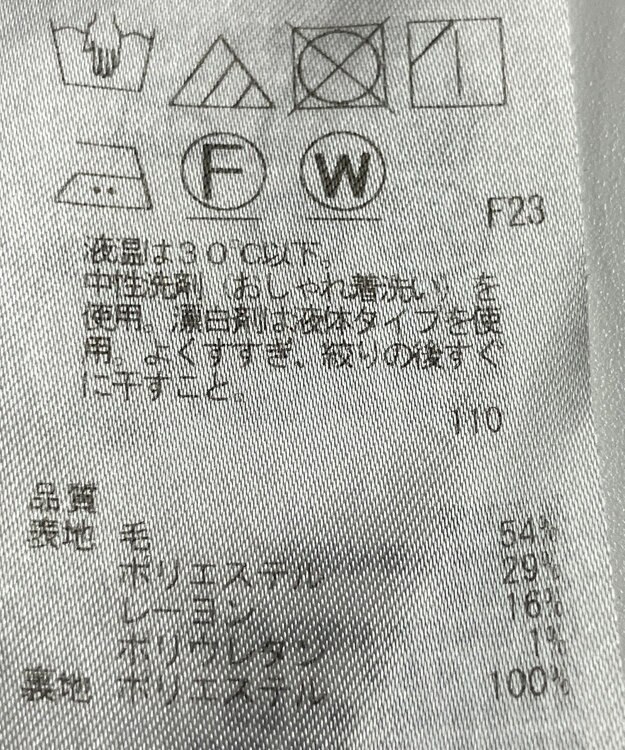 F W
F23
液温は30℃以下。
中性洗剤（おしゃれ着洗い）を
使用。漂白剤は液体タイプを使
用。よくすすぎ、絞りの後すぐ
に干すこと。
110
品質
表地 毛 54%
ポリエステル 29%
レーヨン 16%
ポリウレタン 1%
裏地 ポリエステル 100%